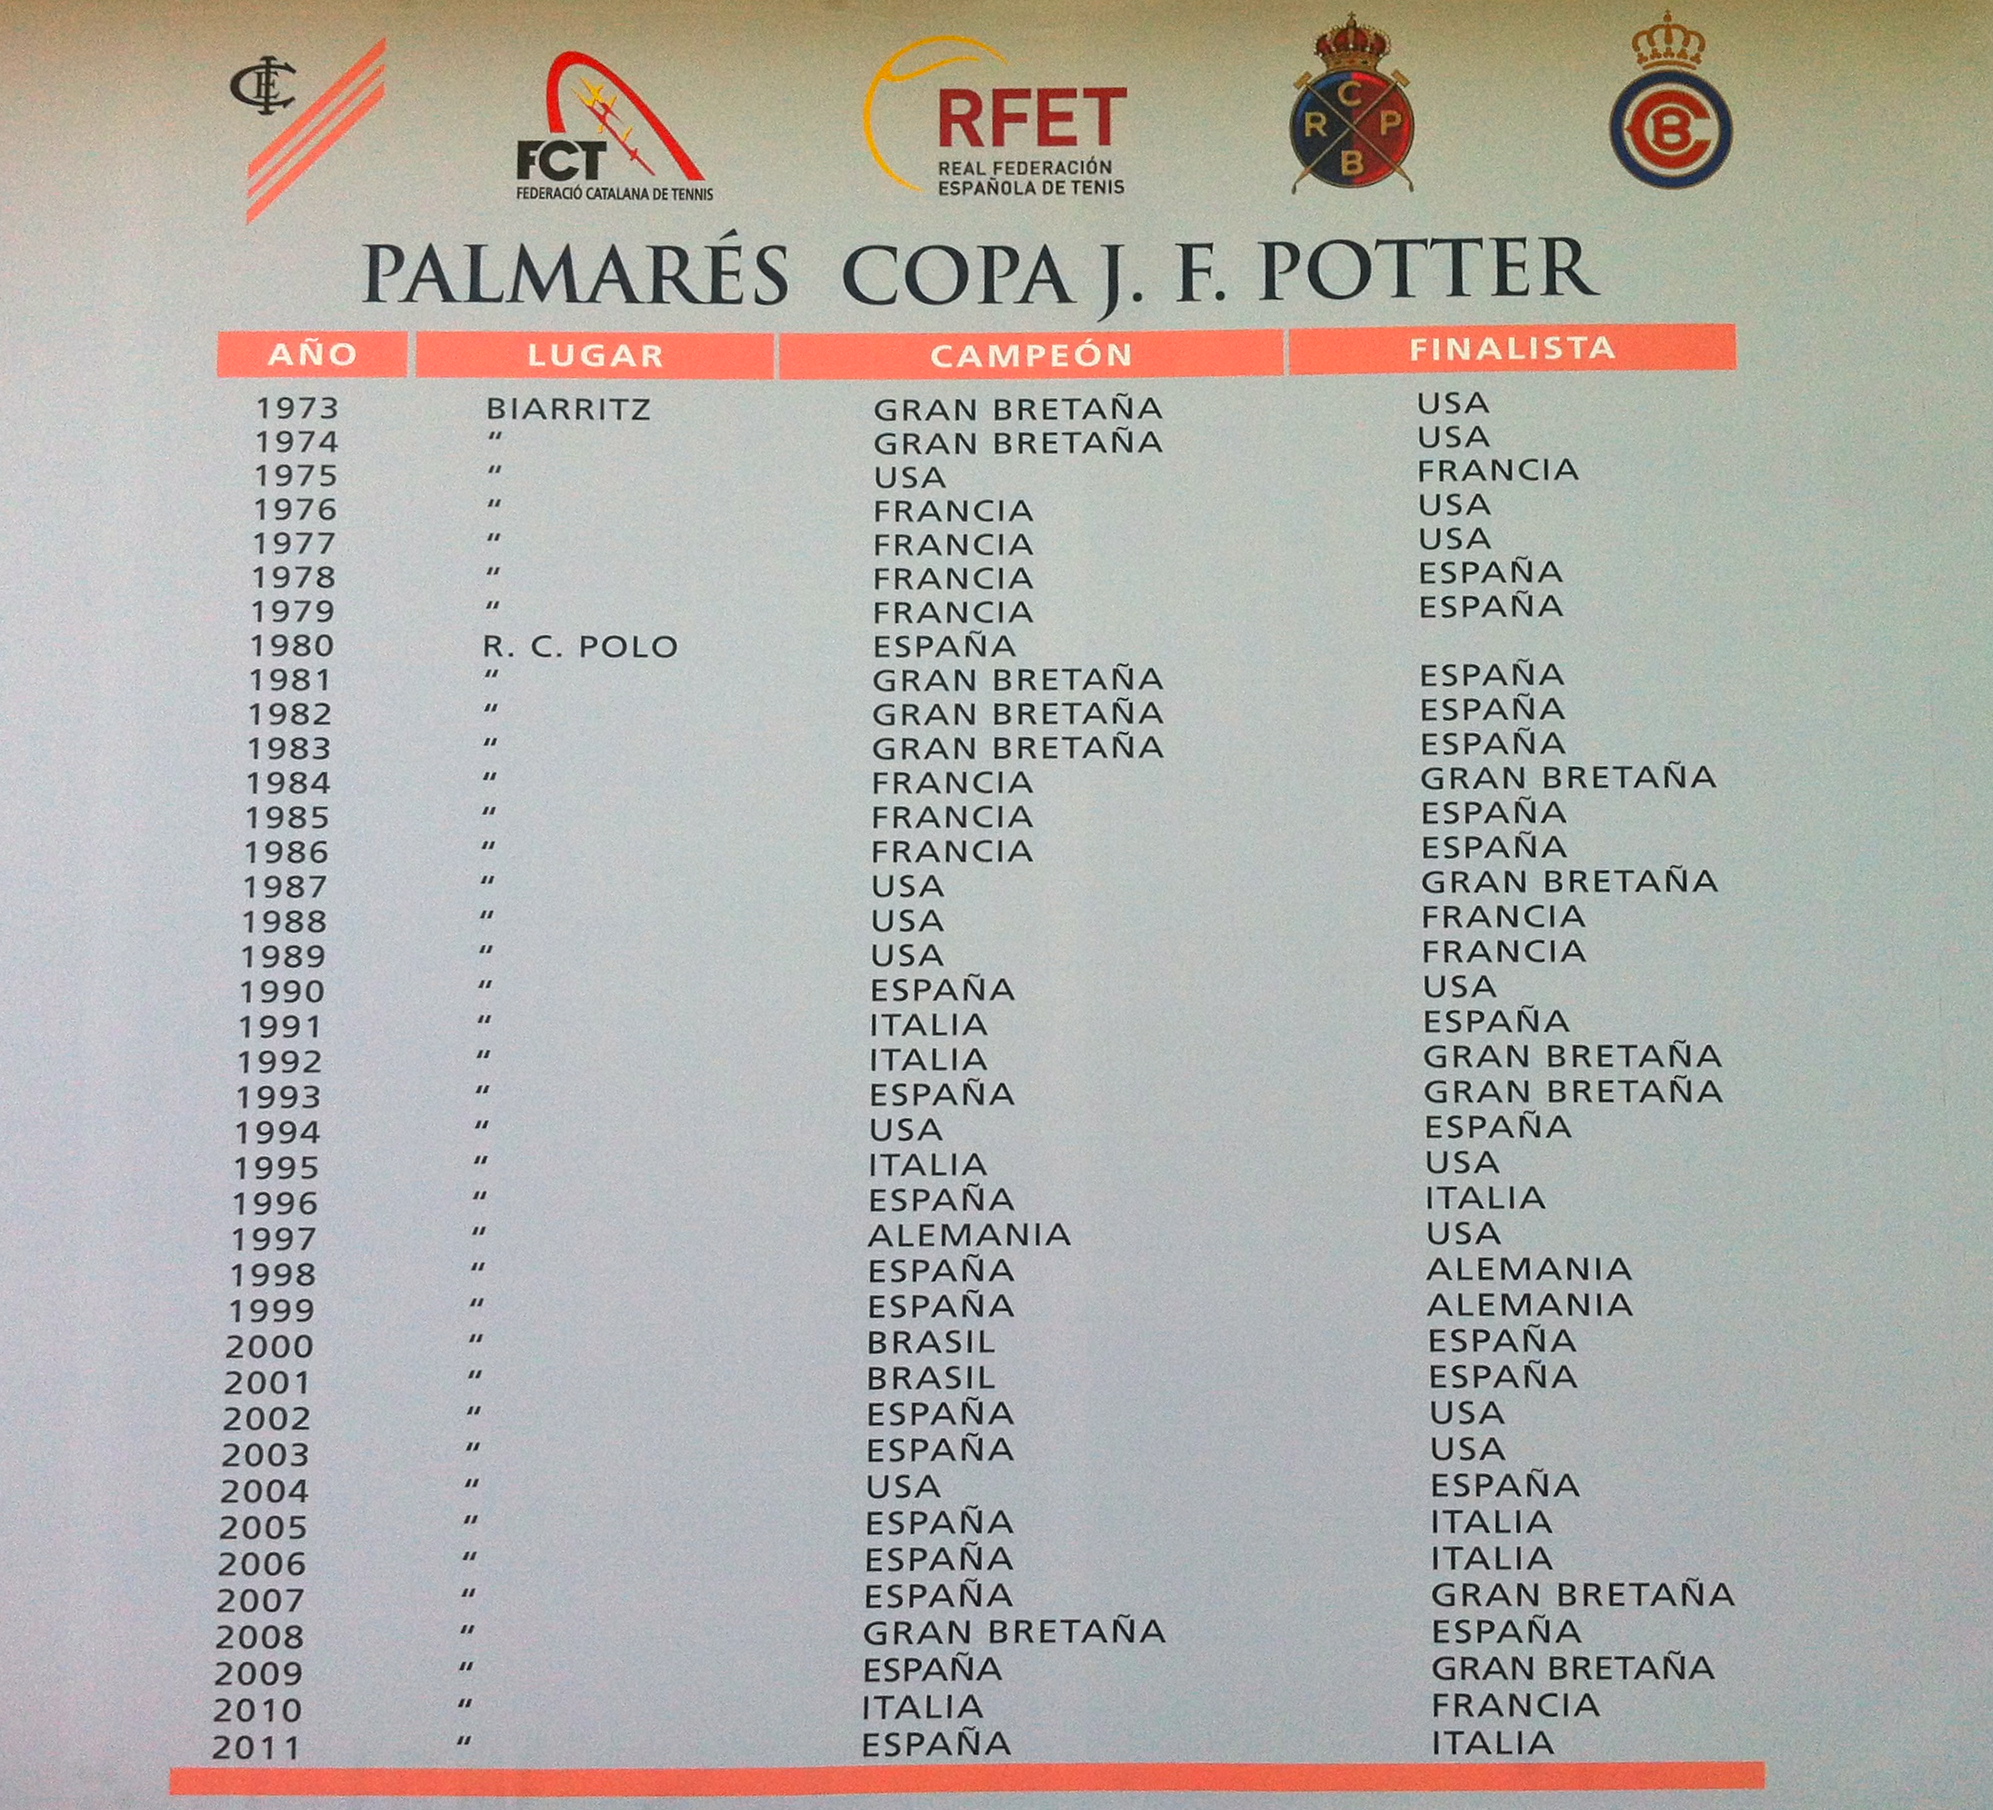 CEI
FCT
FEDERACIÓ CATALANA DE TENNIS
RFET
REAL FEDERACIÓN
ESPAÑOLA DE TENIS
R C P B
CB
PALMARÉS COPA J. F. POTTER
AÑO LUGAR CAMPEÓN FINALISTA
1973 BIARRITZ GRAN BRETAÑA USA
1974 " GRAN BRETAÑA USA
1975 " USA FRANCIA
1976 " FRANCIA USA
1977 " FRANCIA USA
1978 " FRANCIA ESPAÑA
1979 " FRANCIA ESPAÑA
1980 R. C. POLO ESPAÑA
1981 " GRAN BRETAÑA ESPAÑA
1982 " GRAN BRETAÑA ESPAÑA
1983 " GRAN BRETAÑA ESPAÑA
1984 " FRANCIA GRAN BRETAÑA
1985 " FRANCIA ESPAÑA
1986 " FRANCIA ESPAÑA
1987 " USA GRAN BRETAÑA
1988 " USA FRANCIA
1989 " USA FRANCIA
1990 " ESPAÑA USA
1991 " ITALIA ESPAÑA
1992 " ITALIA GRAN BRETAÑA
1993 " ESPAÑA GRAN BRETAÑA
1994 " USA ESPAÑA
1995 " ITALIA USA
1996 " ESPAÑA ITALIA
1997 " ALEMANIA USA
1998 " ESPAÑA ALEMANIA
1999 " ESPAÑA ALEMANIA
2000 " BRASIL ESPAÑA
2001 " BRASIL ESPAÑA
2002 " ESPAÑA USA
2003 " ESPAÑA USA
2004 " USA ESPAÑA
2005 " ESPAÑA ITALIA
2006 " ESPAÑA ITALIA
2007 " ESPAÑA GRAN BRETAÑA
2008 " GRAN BRETAÑA ESPAÑA
2009 " ESPAÑA GRAN BRETAÑA
2010 " ITALIA FRANCIA
2011 " ESPAÑA ITALIA